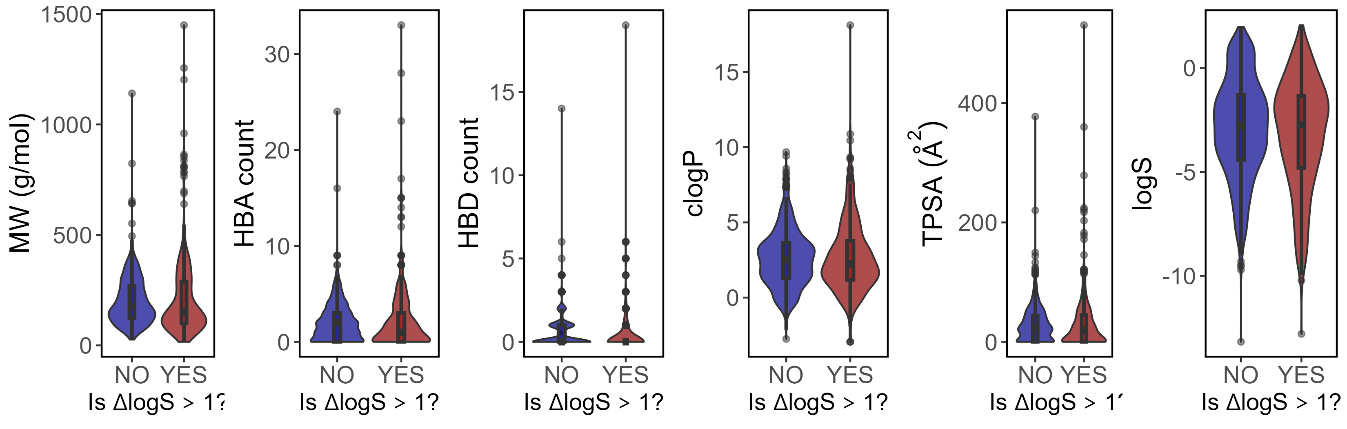 MW (g/mol)
1500
1000
500
0
NO YES
Is ΔlogS > 1?
HBA count
30
20
10
0
NO YES
Is ΔlogS > 1?
HBD count
15
10
5
0
NO YES
Is ΔlogS > 1?
clogP
15
10
5
0
NO YES
Is ΔlogS > 1?
TPSA (Å²)
400
200
0
NO YES
Is ΔlogS > 1
logS
0
-5
-10
NO YES
Is ΔlogS > 1?